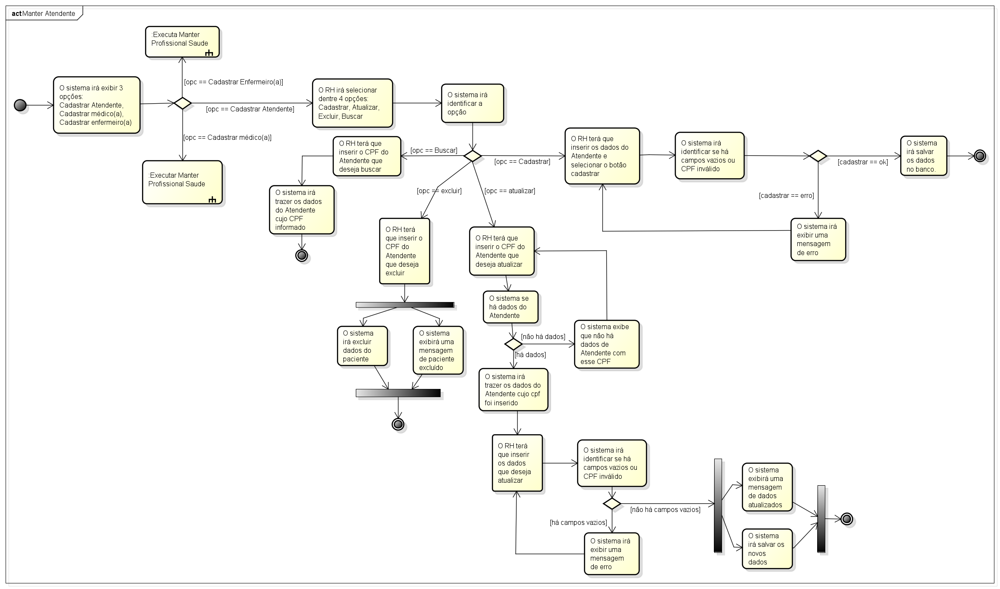 act Manter Atendente
:Executa Manter
Profissional Saude
[opc == Cadastrar Enfermeiro(a)]
O sistema irá exibir 3
opções:
Cadastrar Atendente,
Cadastrar médico(a),
Cadastrar enfermeiro(a)
[opc == Cadastrar Atendente]
[opc == Cadastrar médico(a)]
:Executar Manter
Profissional Saude
O RH irá selecionar
dentre 4 opções:
Cadastrar, Atualizar,
Excluir, Buscar
O sistema irá
identificar a
opção
[opc == Buscar]
O RH terá que
inserir o CPF do
Atendente que
deseja buscar
O sistema irá
trazer os dados
do Atendente
cujo CPF
informado
[opc == Cadastrar]
O RH terá que
inserir os dados do
Atendente e
selecionar o botão
cadastrar
O sistema irá
identificar se há
campos vazios ou
CPF inválido
[cadastrar == ok]
O sistema
irá salvar
os dados
no banco.
[cadastrar == erro]
O sistema irá
exibir uma
mensagem
de erro
[opc == excluir]
[opc == atualizar]
O RH terá
que inserir o
CPF do
Atendente
que deseja
excluir
O sistema
irá excluir
dados do
paciente
O sistema
exibirá uma
mensagem
de paciente
excluído
O RH terá que
inserir o CPF do
Atendente que
deseja atualizar
O sistema se
há dados do
Atendente
[não há dados]
[há dados]
O sistema exibe
que não há
dados de
Atendente com
esse CPF
O sistema irá
trazer os dados do
Atendente cujo cpf
foi inserido
O RH terá
que inserir
os dados
que deseja
atualizar
O sistema irá
identificar se há
campos vazios ou
CPF inválido
[não há campos vazios]
[há campos vazios]
O sistema irá
exibir uma
mensagem
de erro
O sistema
exibirá uma
mensagem
de dados
atualizados
O sistema
irá salvar os
novos
dados